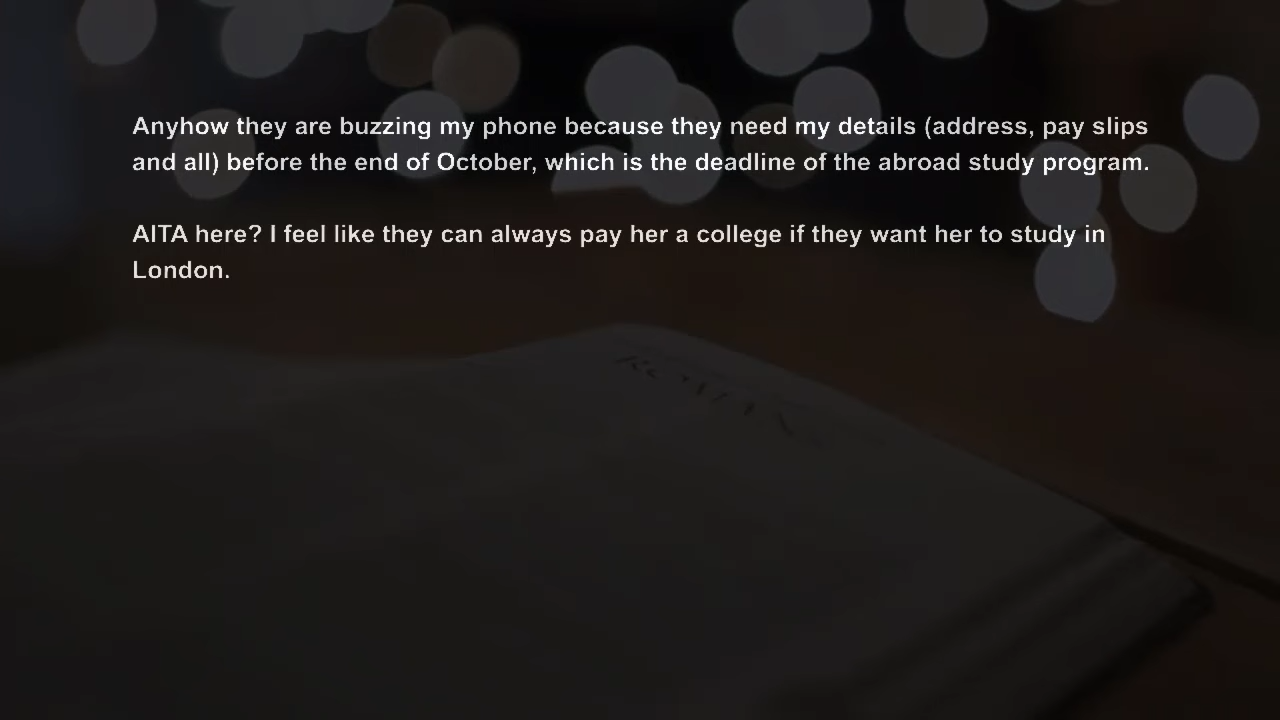 Anyhow they are buzzing my phone because they need my details (address, pay slips
and all) before the end of October, which is the deadline of the abroad study program.
AITA here? I feel like they can always pay her a college if they want her to study in
London.